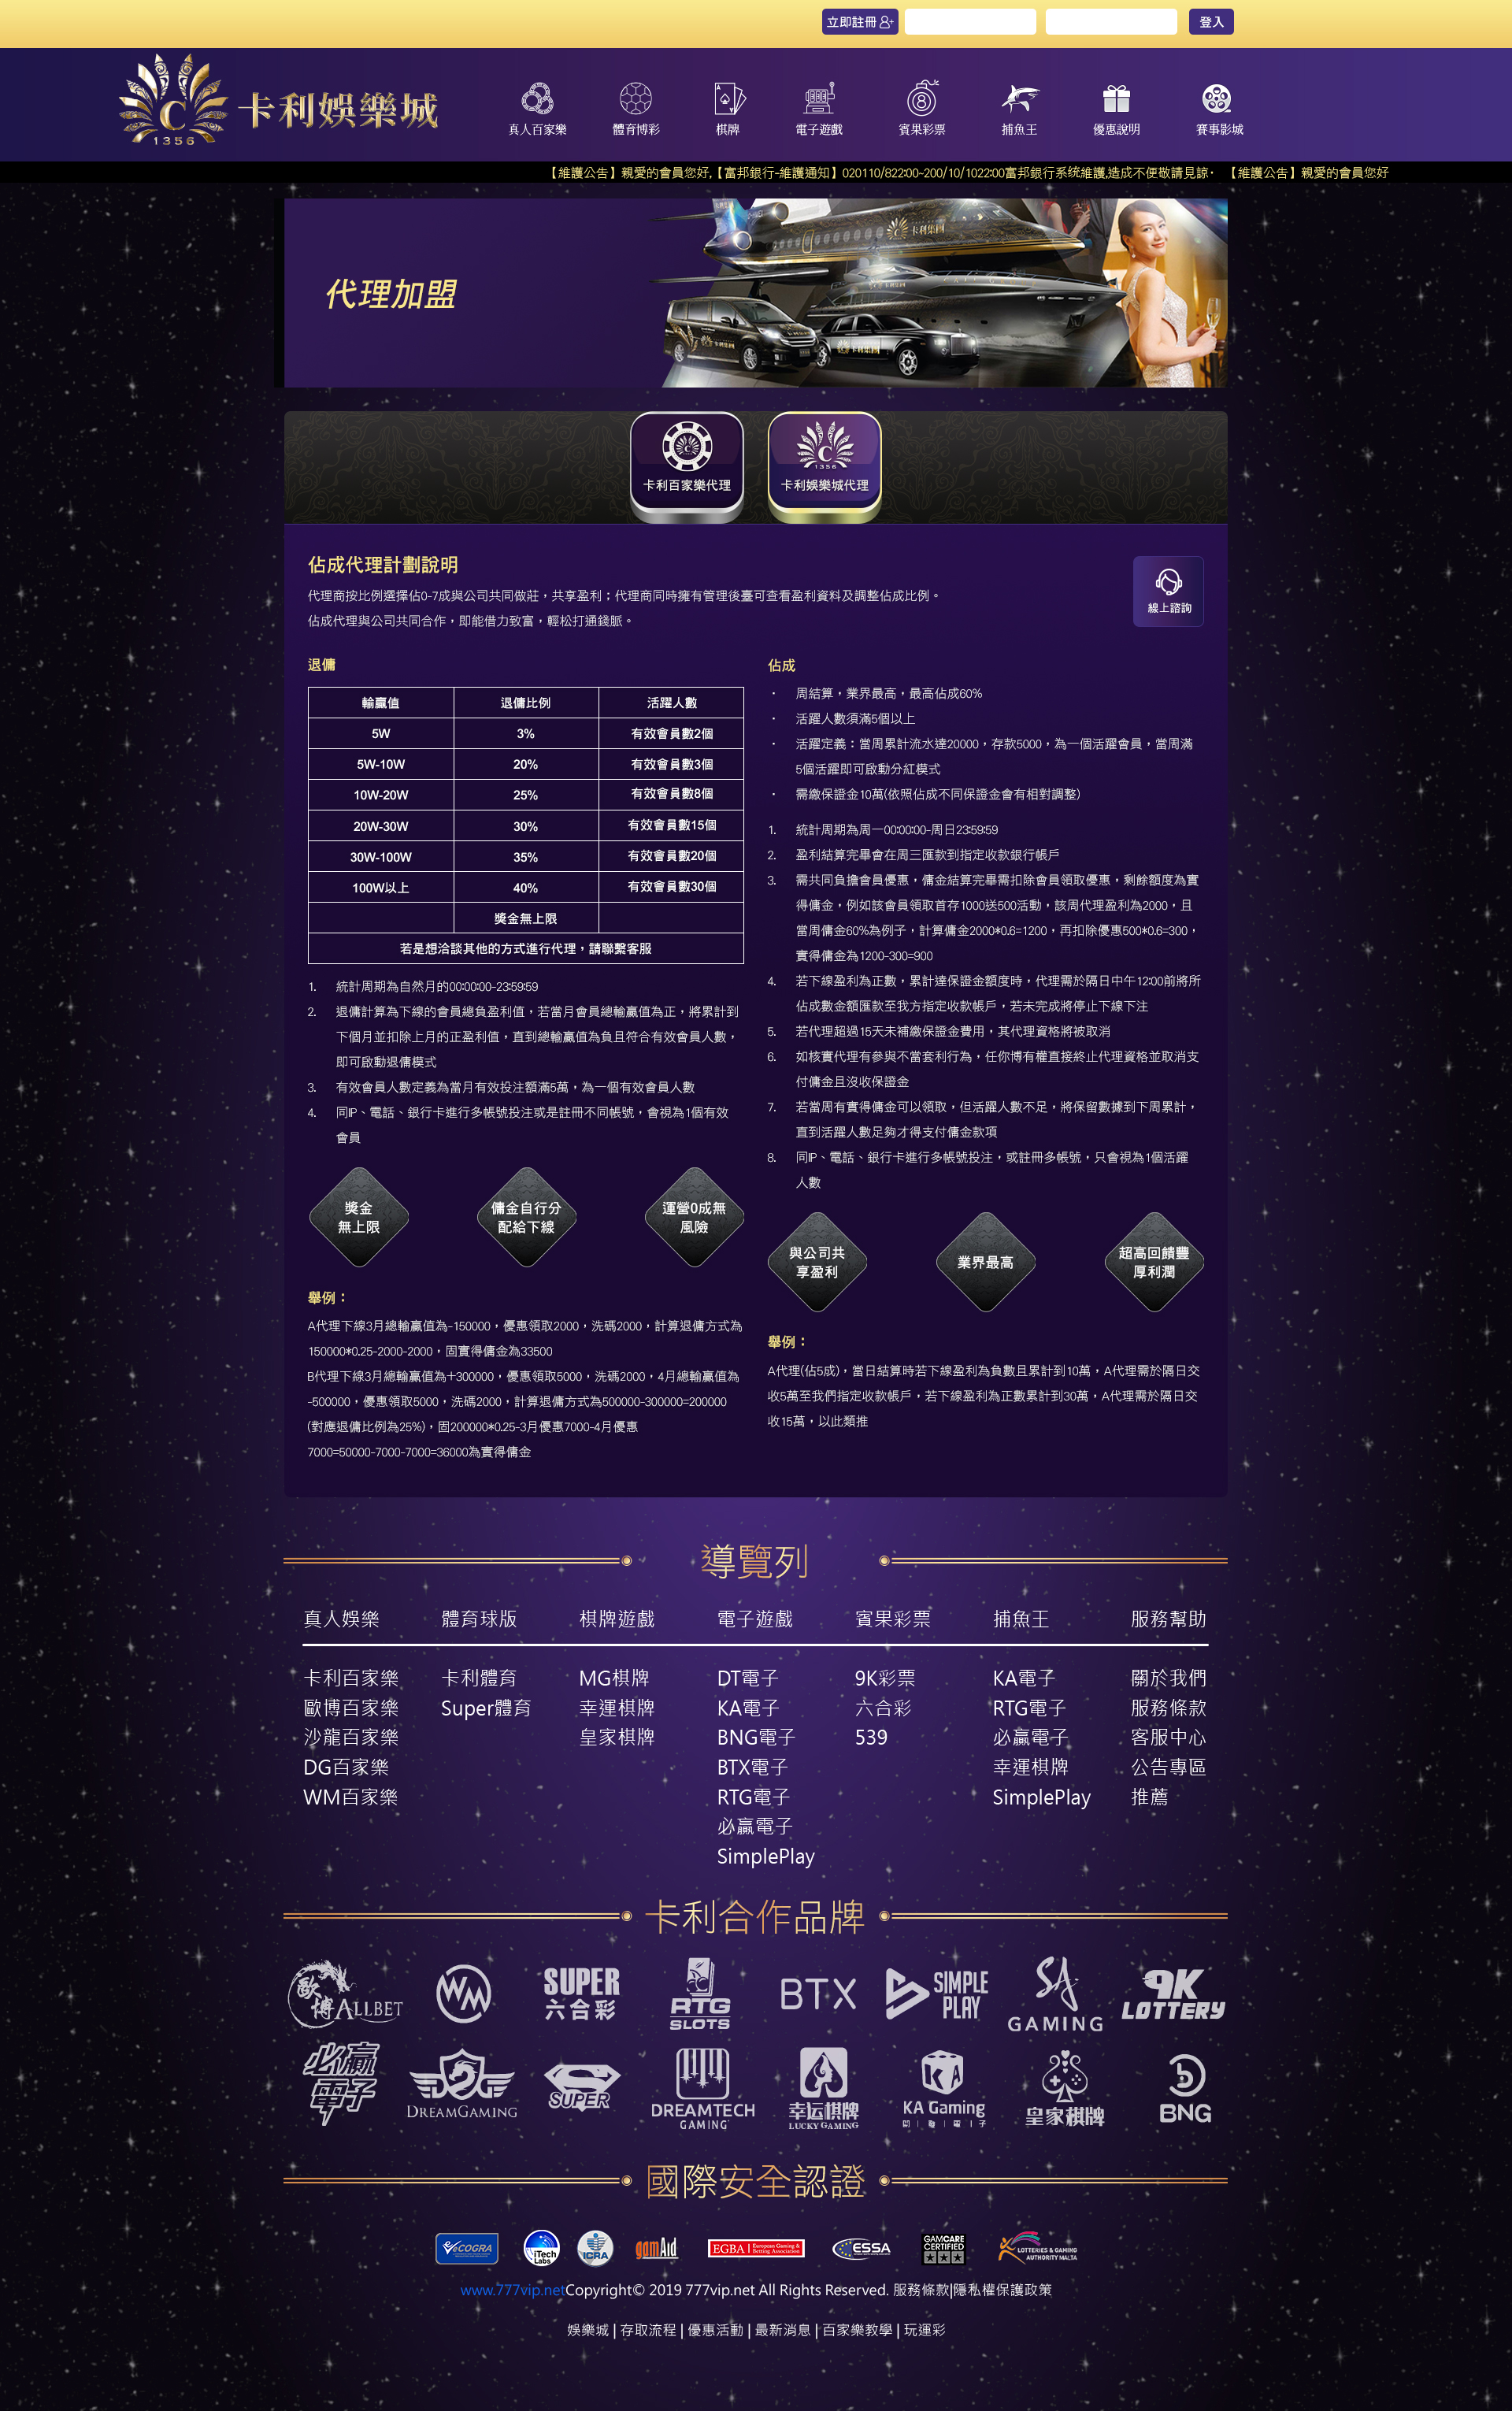 立即註冊
登入
卡利娛樂城
C
1356
真人百家樂
體育博彩
棋牌
電子遊戲
賓果彩票
捕魚王
優惠說明
賽事影城
【維護公告】親愛的會員您好,【富邦銀行-維護通知】020110/822:00~200/10/1022:00富邦銀行系統維護,造成不便敬請見諒‧ 【維護公告】親愛的會員您好
代理加盟
卡利集團
卡利集團
卡利集團
卡利百家樂代理
C
1356
卡利娛樂城代理
佔成代理計劃說明
代理商按比例選擇佔0-7成與公司共同做莊，共享盈利；代理商同時擁有管理後臺可查看盈利資料及調整佔成比例。
佔成代理與公司共同合作，即能借力致富，輕松打通錢脈。
線上諮詢
退傭
輸贏值 退傭比例 活躍人數
5W 3% 有效會員數2個
5W-10W 20% 有效會員數3個
10W-20W 25% 有效會員數8個
20W-30W 30% 有效會員數15個
30W-100W 35% 有效會員數20個
100W以上 40% 有效會員數30個
獎金無上限
若是想洽談其他的方式進行代理，請聯繫客服
1. 統計周期為自然月的00:00:00-23:59:59
2. 退傭計算為下線的會員總負盈利值，若當月會員總輸贏值為正，將累計到
下個月並扣除上月的正盈利值，直到總輸贏值為負且符合有效會員人數，
即可啟動退傭模式
3. 有效會員人數定義為當月有效投注額滿5萬，為一個有效會員人數
4. 同IP、電話、銀行卡進行多帳號投注或是註冊不同帳號，會視為1個有效
會員
獎金
無上限
傭金自行分
配給下線
運營0成無
風險
舉例：
A代理下線3月總輸贏值為-150000，優惠領取2000，洗碼2000，計算退傭方式為
150000*0.25-2000-2000，固實得傭金為33500
B代理下線3月總輸贏值為+300000，優惠領取5000，洗碼2000，4月總輸贏值為
-500000，優惠領取5000，洗碼2000，計算退傭方式為500000-300000=200000
(對應退傭比例為25%)，固200000*0.25-3月優惠7000-4月優惠
7000=50000-7000-7000=36000為實得傭金
佔成
‧ 周結算，業界最高，最高佔成60%
‧ 活躍人數須滿5個以上
‧ 活躍定義：當周累計流水達20000，存款5000，為一個活躍會員，當周滿
5個活躍即可啟動分紅模式
‧ 需繳保證金10萬(依照佔成不同保證金會有相對調整)
1. 統計周期為周一00:00:00-周日23:59:59
2. 盈利結算完畢會在周三匯款到指定收款銀行帳戶
3. 需共同負擔會員優惠，傭金結算完畢需扣除會員領取優惠，剩餘額度為實
得傭金，例如該會員領取首存1000送500活動，該周代理盈利為2000，且
當周傭金60%為例子，計算傭金2000*0.6=1200，再扣除優惠500*0.6=300，
實得傭金為1200-300=900
4. 若下線盈利為正數，累計達保證金額度時，代理需於隔日中午12:00前將所
佔成數金額匯款至我方指定收款帳戶，若未完成將停止下線下注
5. 若代理超過15天未補繳保證金費用，其代理資格將被取消
6. 如核實代理有參與不當套利行為，任你博有權直接終止代理資格並取消支
付傭金且沒收保證金
7. 若當周有實得傭金可以領取，但活躍人數不足，將保留數據到下周累計，
直到活躍人數足夠才得支付傭金款項
8. 同IP、電話、銀行卡進行多帳號投注，或註冊多帳號，只會視為1個活躍
人數
與公司共
享盈利
業界最高
超高回饋豐
厚利潤
舉例：
A代理(佔5成)，當日結算時若下線盈利為負數且累計到10萬，A代理需於隔日交
收5萬至我們指定收款帳戶，若下線盈利為正數累計到30萬，A代理需於隔日交
收15萬，以此類推
導覽列
真人娛樂 體育球版 棋牌遊戲 電子遊戲 賓果彩票 捕魚王 服務幫助
卡利百家樂 卡利體育 MG棋牌 DT電子 9K彩票 KA電子 關於我們
歐博百家樂 Super體育 幸運棋牌 KA電子 六合彩 RTG電子 服務條款
沙龍百家樂 皇家棋牌 BNG電子 539 必贏電子 客服中心
DG百家樂 BTX電子 幸運棋牌 公告專區
WM百家樂 RTG電子 SimplePlay 推薦
必贏電子
SimplePlay
卡利合作品牌
歐博 ALLBET
WM
SUPER
六合彩
RTG
SLOTS
BTX
SIMPLE
PLAY
SA
GAMING
9K
LOTTERY
必贏
電子
DG
DREAMGAMING
S
SUPER
DREAMTECH
GAMING
幸运棋牌
LUCKY GAMING
KA
KA Gaming
皇家棋牌
BNG
國際安全認證
eCOGRA
iTech
Labs
ICRA
gamAid
EGBA European Gaming &
Betting Association
ESSA
GAMCARE
CERTIFIED
LOTTERIES & GAMING
AUTHORITY MALTA
www.777vip.netCopyright© 2019 777vip.net All Rights Reserved. 服務條款|隱私權保護政策
娛樂城 | 存取流程 | 優惠活動 | 最新消息 | 百家樂教學 | 玩運彩